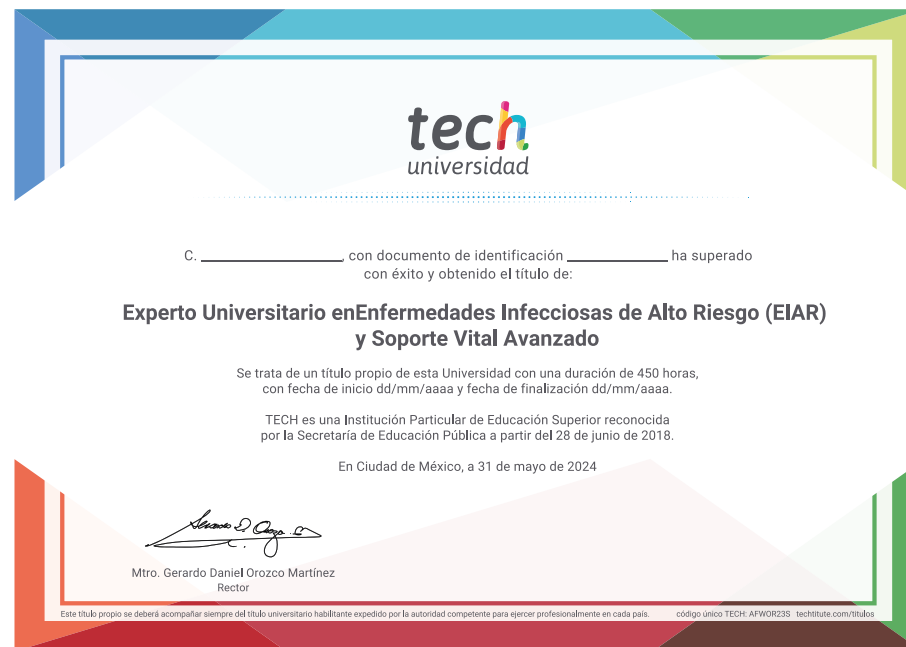 tech
universidad
C. ____________________, con documento de identificación ______________ ha superado
con éxito y obtenido el título de:
Experto Universitario enEnfermedades Infecciosas de Alto Riesgo (EIAR)
y Soporte Vital Avanzado
Se trata de un título propio de esta Universidad con una duración de 450 horas,
con fecha de inicio dd/mm/aaaa y fecha de finalización dd/mm/aaaa.
TECH es una Institución Particular de Educación Superior reconocida
por la Secretaría de Educación Pública a partir del 28 de junio de 2018.
En Ciudad de México, a 31 de mayo de 2024
Mtro. Gerardo Daniel Orozco Martínez
Rector
Este título propio se deberá acompañar siempre del título universitario habilitante expedido por la autoridad competente para ejercer profesionalmente en cada país. código único TECH: AFWOR23S techtitute.com/titulos